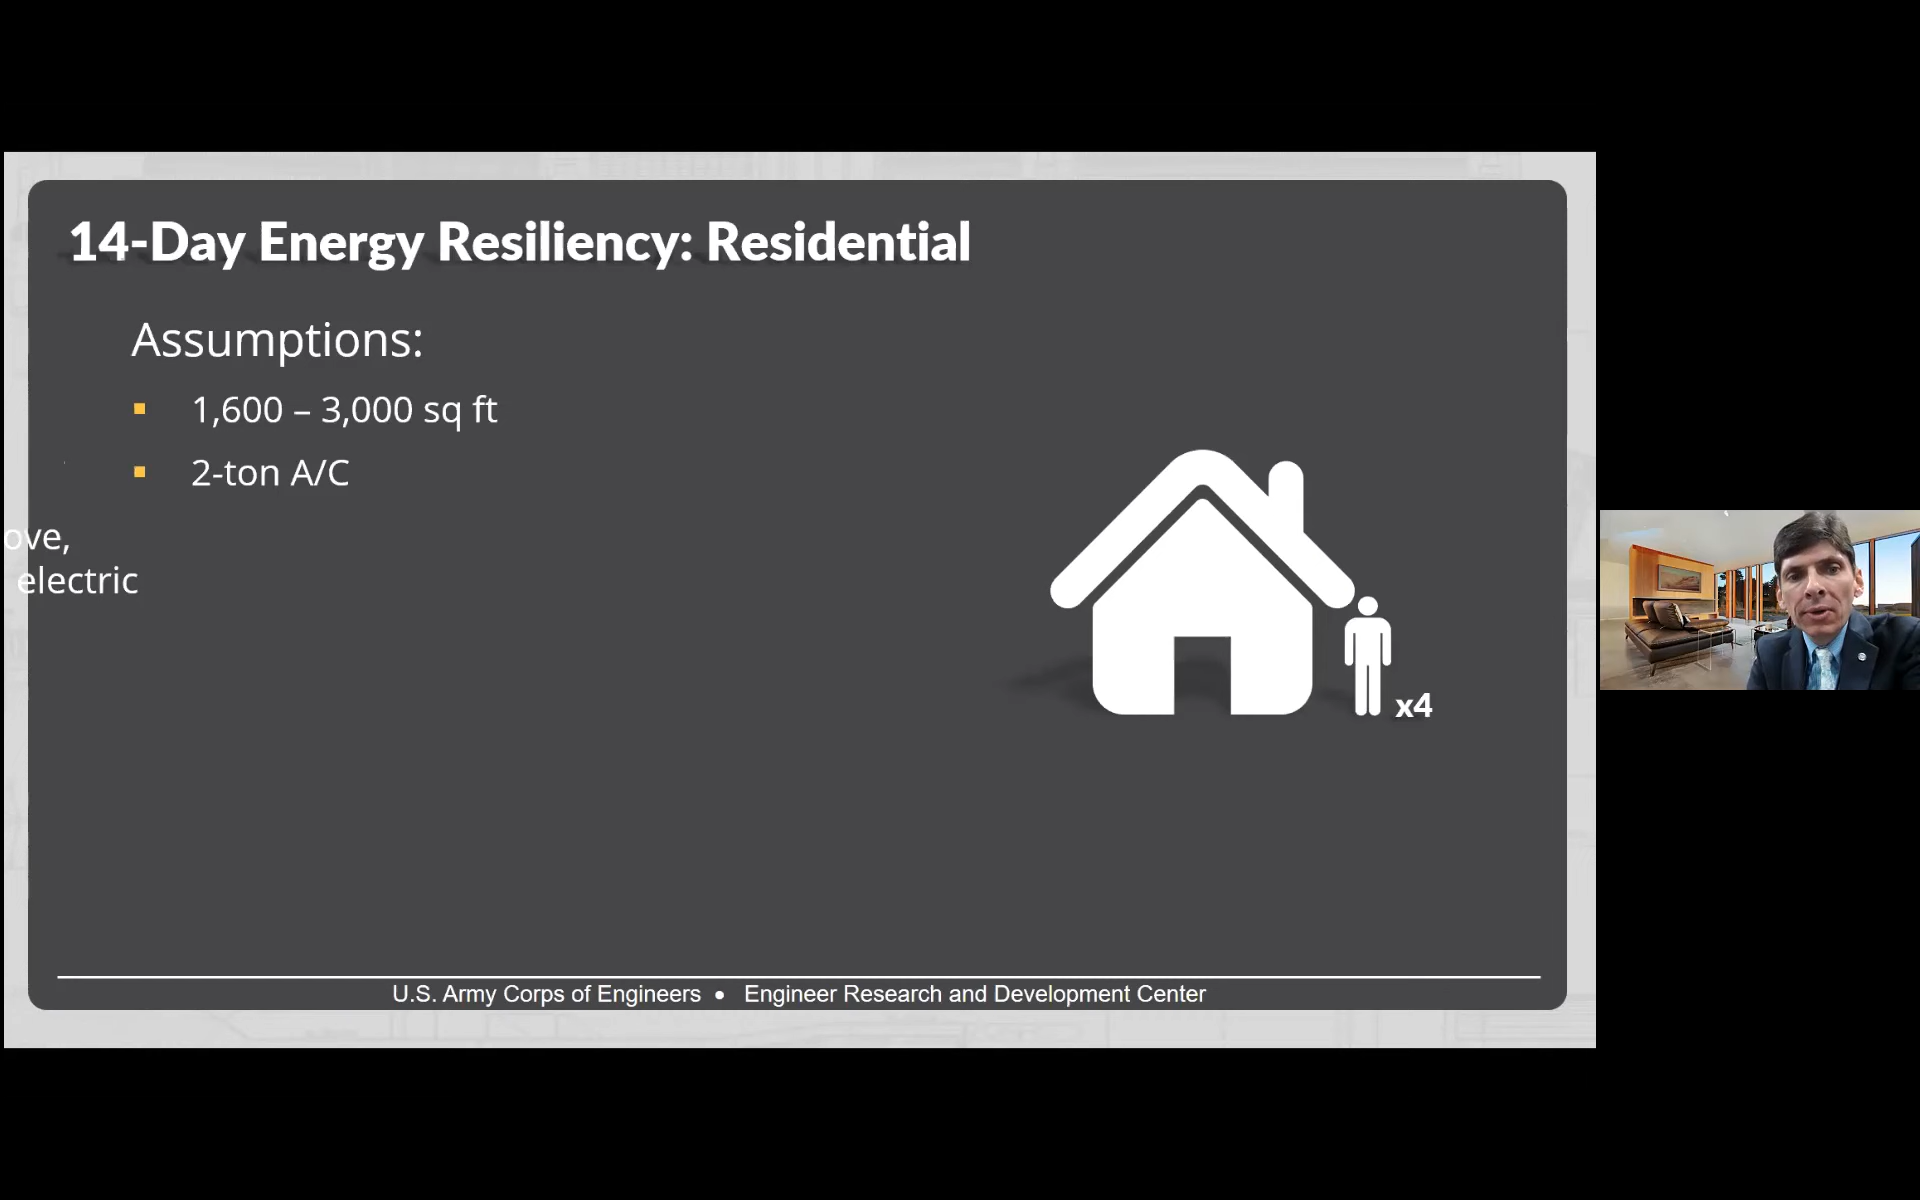 14-Day Energy Resiliency: Residential
Assumptions:
▪ 1,600 – 3,000 sq ft
▪ 2-ton A/C
ove,
electric
x4
U.S. Army Corps of Engineers • Engineer Research and Development Center